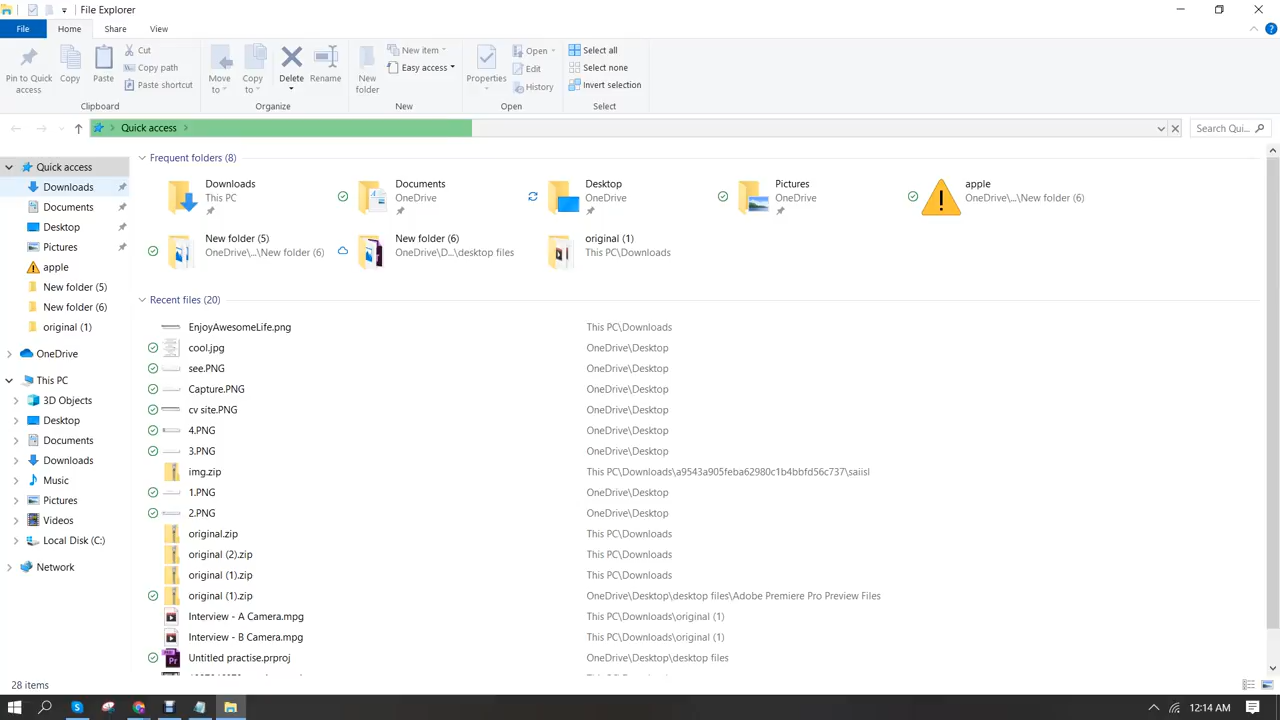 File Explorer
File Home Share View
Pin to Quick access
Copy
Paste
Cut
Copy path
Paste shortcut
Clipboard
Move to
Copy to
Delete
Rename
Organize
New folder
New item
Easy access
New
Properties
Open
Edit
History
Open
Select all
Select none
Invert selection
Select
Quick access
Search Qui...
Quick access
Downloads
Documents
Desktop
Pictures
apple
New folder (5)
New folder (6)
original (1)
OneDrive
This PC
3D Objects
Desktop
Documents
Downloads
Music
Pictures
Videos
Local Disk (C:)
Network
Frequent folders (8)
Downloads
This PC
Documents
OneDrive
Desktop
OneDrive
Pictures
OneDrive
apple
OneDrive\...\New folder (6)
New folder (5)
OneDrive\...\New folder (6)
New folder (6)
OneDrive\D...\desktop files
original (1)
This PC\Downloads
Recent files (20)
EnjoyAwesomeLife.png This PC\Downloads
cool.jpg OneDrive\Desktop
see.PNG OneDrive\Desktop
Capture.PNG OneDrive\Desktop
cv site.PNG OneDrive\Desktop
4.PNG OneDrive\Desktop
3.PNG OneDrive\Desktop
img.zip This PC\Downloads\a9543a905feba62980c1b4bbfd56c737\saiisl
1.PNG OneDrive\Desktop
2.PNG OneDrive\Desktop
original.zip This PC\Downloads
original (2).zip This PC\Downloads
original (1).zip This PC\Downloads
original (1).zip OneDrive\Desktop\desktop files\Adobe Premiere Pro Preview Files
Interview - A Camera.mpg This PC\Downloads\original (1)
Interview - B Camera.mpg This PC\Downloads\original (1)
Untitled practise.prproj OneDrive\Desktop\desktop files
28 items
12:14 AM